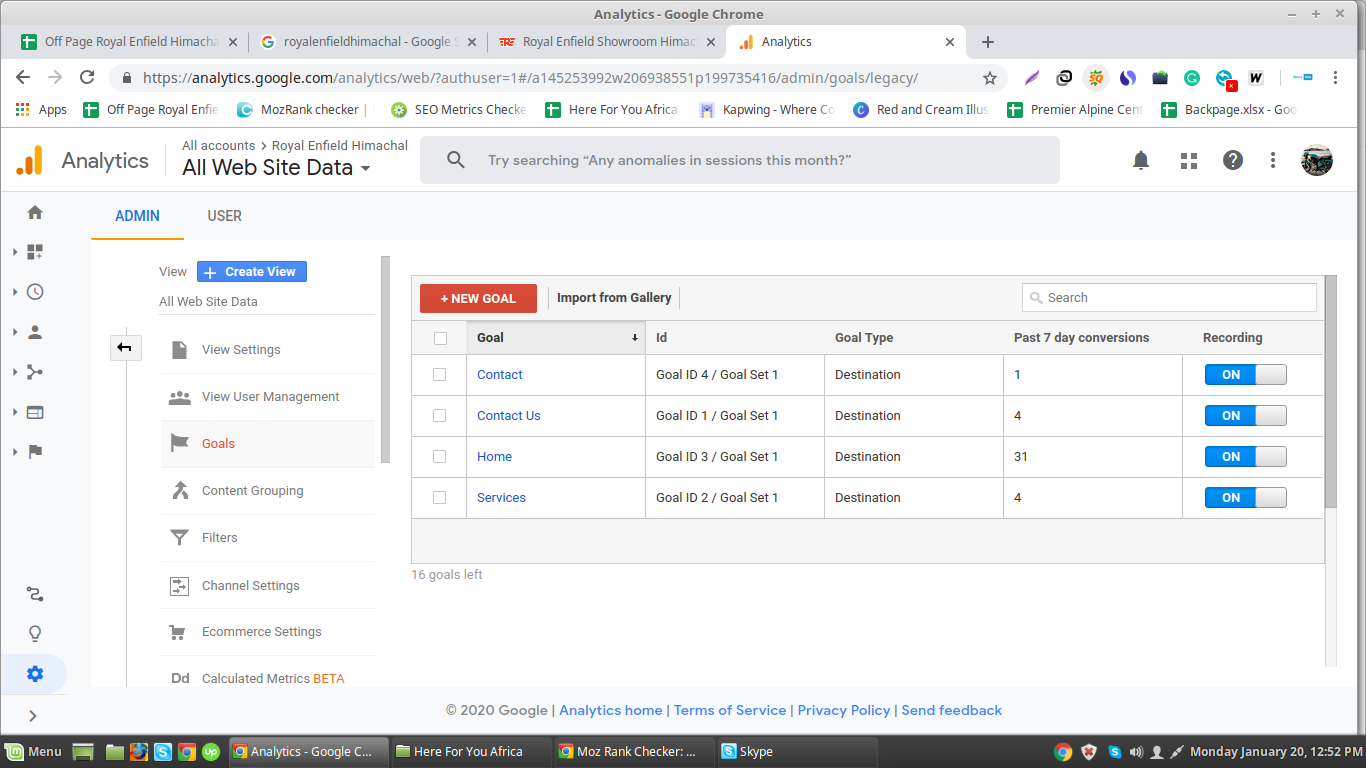 Analytics - Google Chrome
Off Page Royal Enfield Himacha
royalenfieldhimachal - Google S
Royal Enfield Showroom Himac
Analytics
https://analytics.google.com/analytics/web/?authuser=1#/a145253992w206938551p199735416/admin/goals/legacy/
Apps
Off Page Royal Enfie
MozRank checker |
SEO Metrics Checke
Here For You Africa
Kapwing - Where Co
Red and Cream Illus
Premier Alpine Cent
Backpage.xlsx - Goo
Analytics
All accounts > Royal Enfield Himachal
All Web Site Data
Try searching “Any anomalies in sessions this month?”
ADMIN
USER
View
+ Create View
All Web Site Data
View Settings
View User Management
Goals
Content Grouping
Filters
Channel Settings
Ecommerce Settings
Dd Calculated Metrics BETA
+ NEW GOAL
Import from Gallery
Search
Goal Id Goal Type Past 7 day conversions Recording
Contact Goal ID 4 / Goal Set 1 Destination 1 ON
Contact Us Goal ID 1 / Goal Set 1 Destination 4 ON
Home Goal ID 3 / Goal Set 1 Destination 31 ON
Services Goal ID 2 / Goal Set 1 Destination 4 ON
16 goals left
© 2020 Google | Analytics home | Terms of Service | Privacy Policy | Send feedback
Menu
Up
Analytics - Google C...
Here For You Africa
Moz Rank Checker: ...
Skype
Monday January 20, 12:52 PM